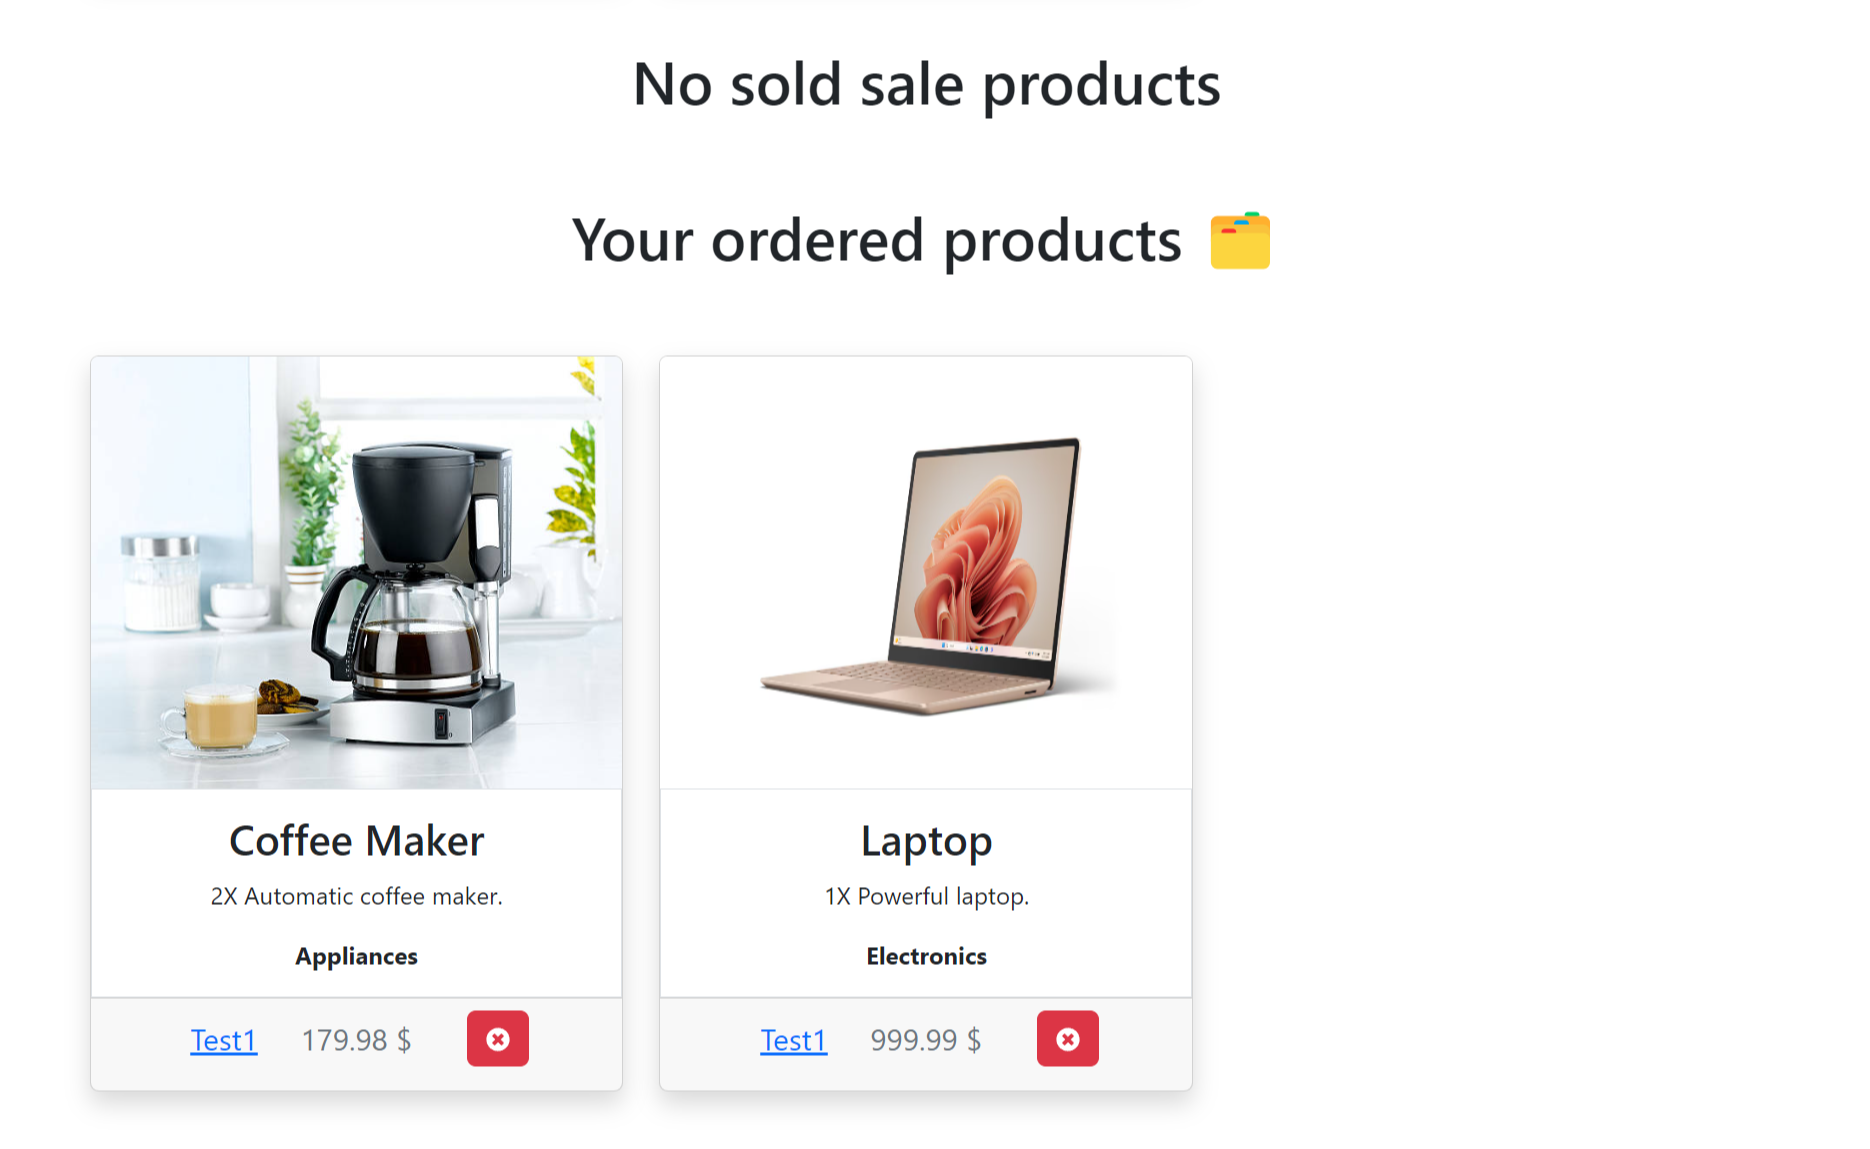 No sold sale products
Your ordered products
Coffee Maker
2X Automatic coffee maker.
Appliances
Test1 179.98 $
Laptop
1X Powerful laptop.
Electronics
Test1 999.99 $